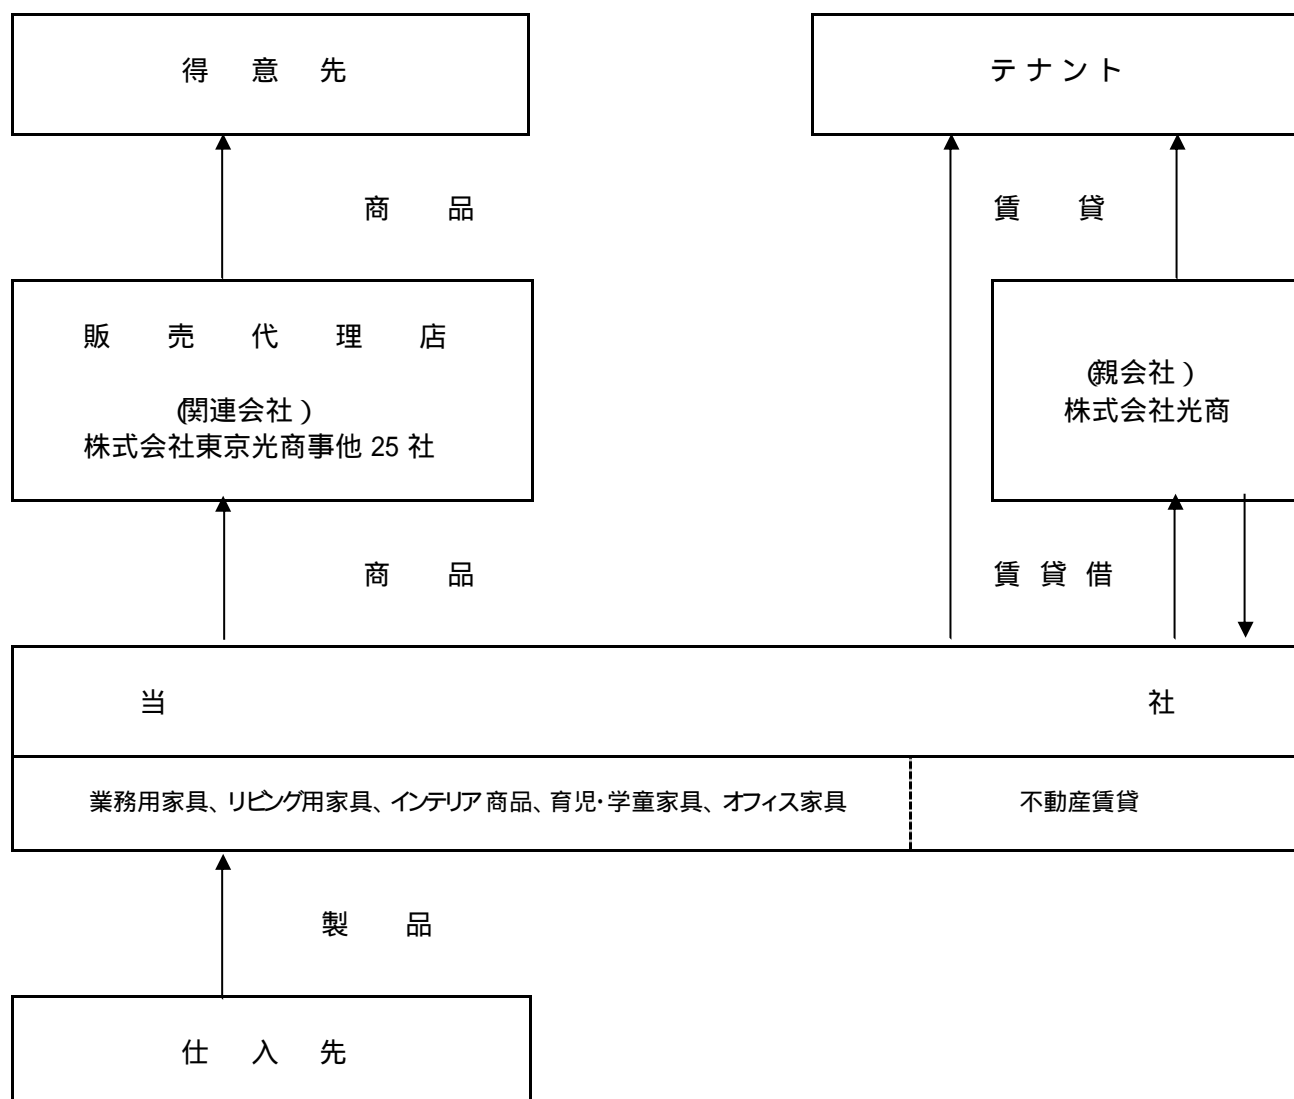 得意先
テナント
商品
賃貸
販売代理店
(関連会社)
株式会社東京光商事他 25 社
(親会社)
株式会社光商
商品
賃貸借
当社
業務用家具、リビング用家具、インテリア商品、育児・学童家具、オフィス家具
不動産賃貸
製品
仕入先